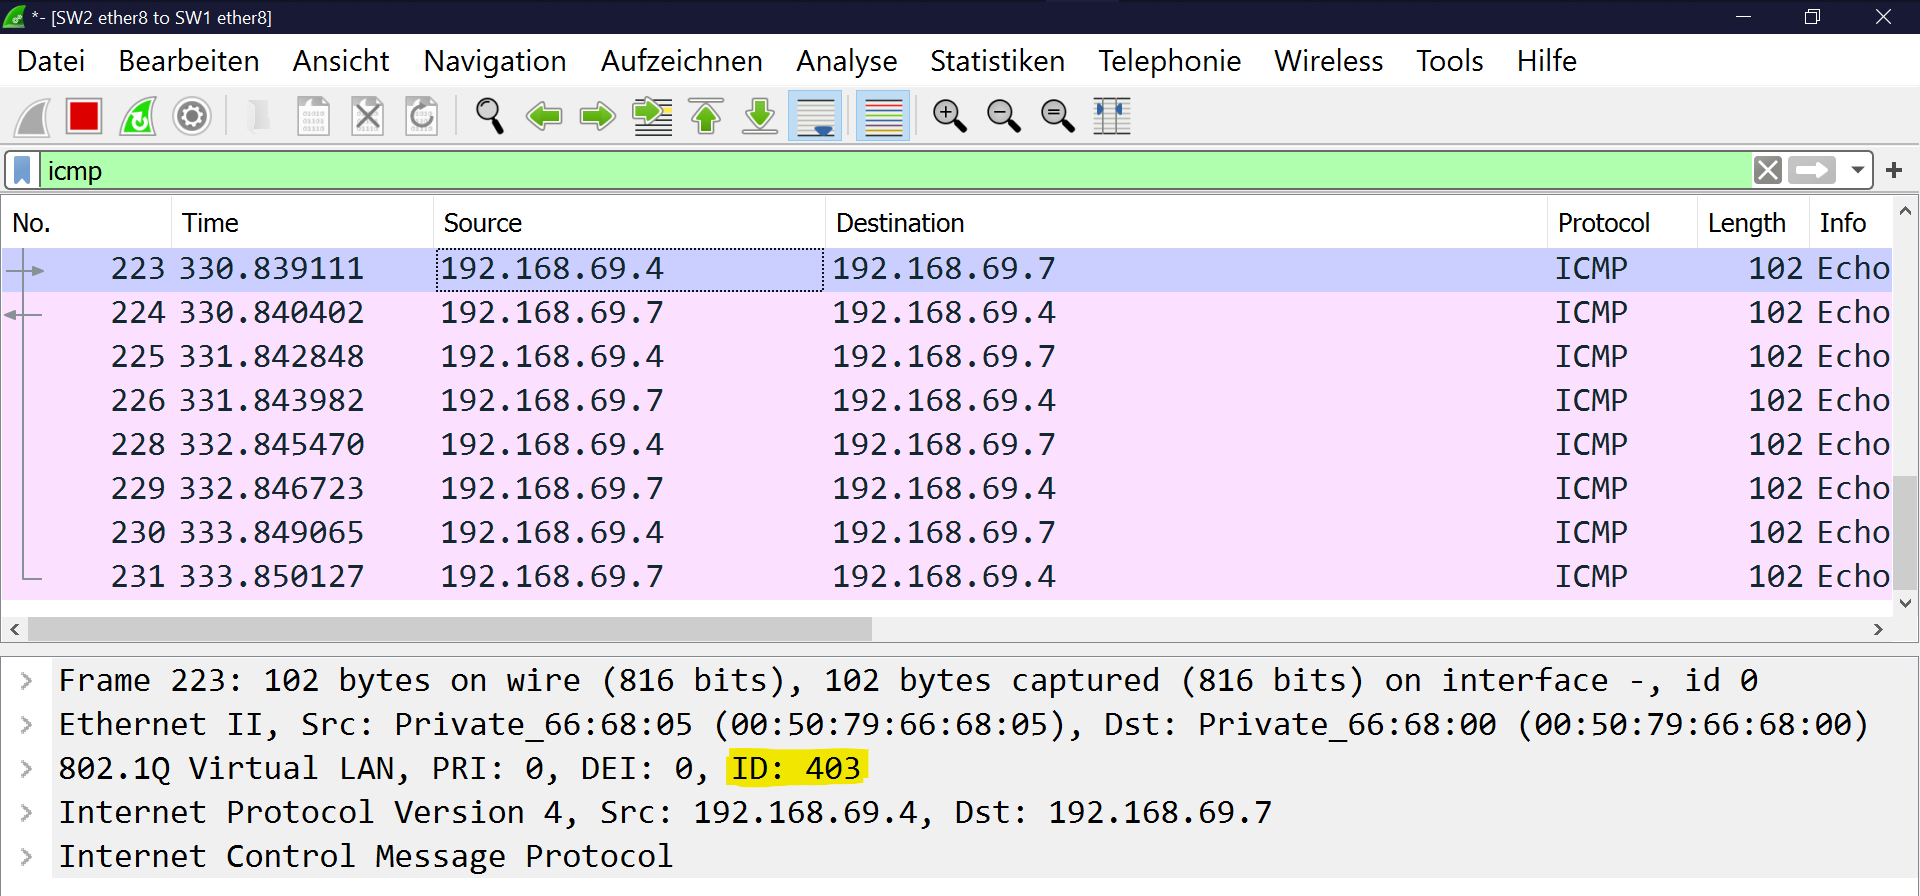 *- [SW2 ether8 to SW1 ether8]
Datei Bearbeiten Ansicht Navigation Aufzeichnen Analyse Statistiken Telephonie Wireless Tools Hilfe
icmp
No. Time Source Destination Protocol Length Info
223 330.839111 192.168.69.4 192.168.69.7 ICMP 102 Echo
224 330.840402 192.168.69.7 192.168.69.4 ICMP 102 Echo
225 331.842848 192.168.69.4 192.168.69.7 ICMP 102 Echo
226 331.843982 192.168.69.7 192.168.69.4 ICMP 102 Echo
228 332.845470 192.168.69.4 192.168.69.7 ICMP 102 Echo
229 332.846723 192.168.69.7 192.168.69.4 ICMP 102 Echo
230 333.849065 192.168.69.4 192.168.69.7 ICMP 102 Echo
231 333.850127 192.168.69.7 192.168.69.4 ICMP 102 Echo
Frame 223: 102 bytes on wire (816 bits), 102 bytes captured (816 bits) on interface -, id 0
Ethernet II, Src: Private_66:68:05 (00:50:79:66:68:05), Dst: Private_66:68:00 (00:50:79:66:68:00)
802.1Q Virtual LAN, PRI: 0, DEI: 0, ID: 403
Internet Protocol Version 4, Src: 192.168.69.4, Dst: 192.168.69.7
Internet Control Message Protocol